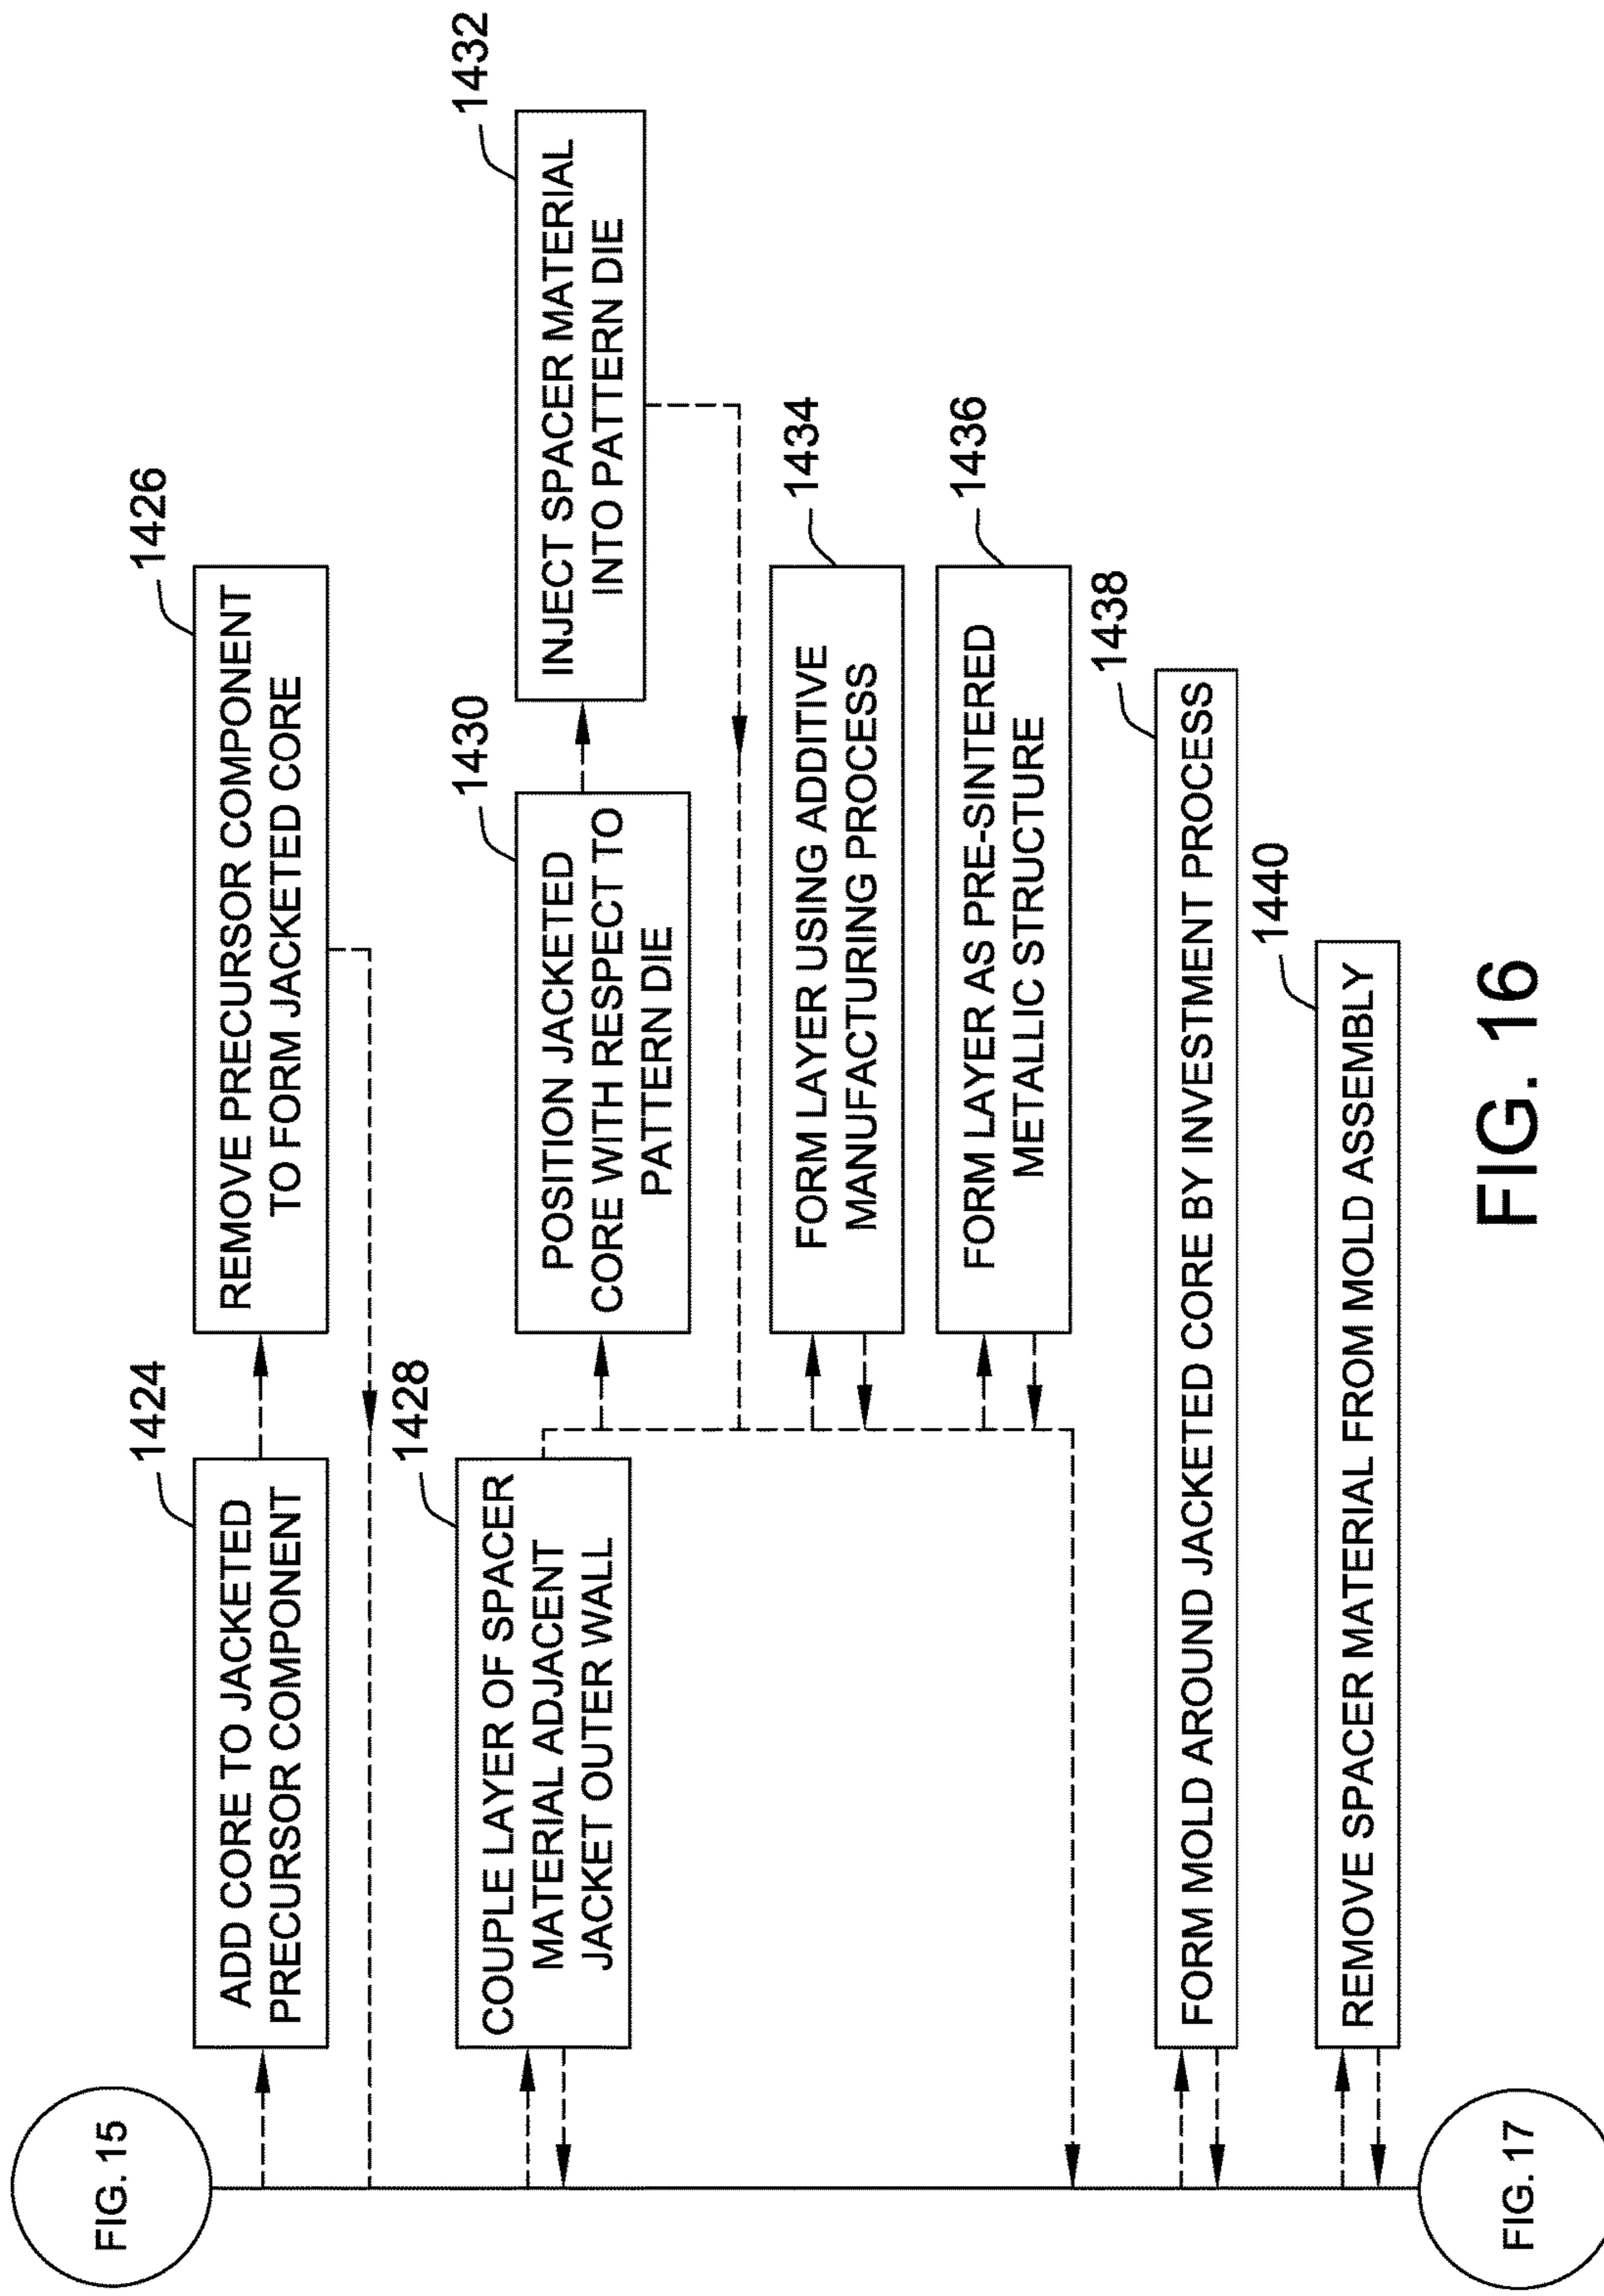 FIG. 15
1424
ADD CORE TO JACKETED
PRECURSOR COMPONENT
1426
REMOVE PRECURSOR COMPONENT
TO FORM JACKETED CORE
1428
COUPLE LAYER OF SPACER
MATERIAL ADJACENT
JACKET OUTER WALL
1430
POSITION JACKETED
CORE WITH RESPECT TO
PATTERN DIE
1432
INJECT SPACER MATERIAL
INTO PATTERN DIE
1434
FORM LAYER USING ADDITIVE
MANUFACTURING PROCESS
1436
FORM LAYER AS PRE-SINTERED
METALLIC STRUCTURE
1438
FORM MOLD AROUND JACKETED CORE BY INVESTMENT PROCESS
1440
REMOVE SPACER MATERIAL FROM MOLD ASSEMBLY
FIG. 17
FIG. 16